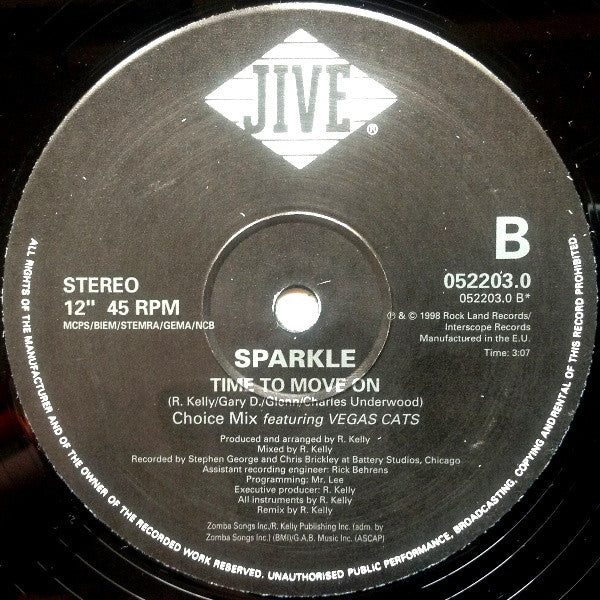 JIVE
®
B
STEREO
12" 45 RPM
MCPS/BIEM/STEMRA/GEMA/NCB
052203.0
052203.0 B*
℗ & © 1998 Rock Land Records/
Interscope Records
Manufactured in the E.U.
Time: 3:07
SPARKLE
TIME TO MOVE ON
(R. Kelly/Gary D./Glenn/Charles Underwood)
Choice Mix featuring VEGAS CATS
Produced and arranged by R. Kelly
Mixed by R. Kelly
Recorded by Stephen George and Chris Brickley at Battery Studios, Chicago
Assistant recording engineer: Rick Behrens
Programming: Mr. Lee
Executive producer: R. Kelly
All instruments by R. Kelly
Remix by R. Kelly
Zomba Songs Inc./R. Kelly Publishing Inc. (adm. by
Zomba Songs Inc.) (BMI)/G.A.B. Music Inc. (ASCAP)
ALL RIGHTS OF THE MANUFACTURER AND OF THE OWNER OF THE RECORDED WORK RESERVED. UNAUTHORISED PUBLIC PERFORMANCE, BROADCASTING, COPYING AND RENTAL OF THIS RECORD PROHIBITED.